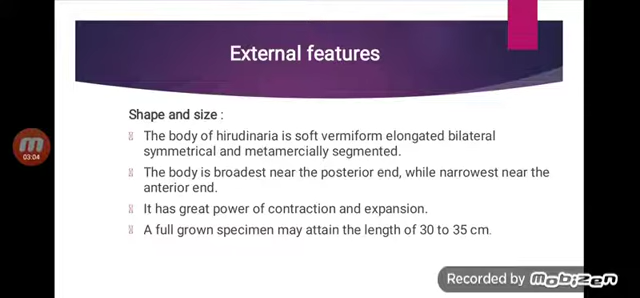 External features
Shape and size :
The body of hirudinaria is soft vermiform elongated bilateral
symmetrical and metamercially segmented.
The body is broadest near the posterior end, while narrowest near the
anterior end.
It has great power of contraction and expansion.
A full grown specimen may attain the length of 30 to 35 cm.
m
03:04
Recorded by mobizen